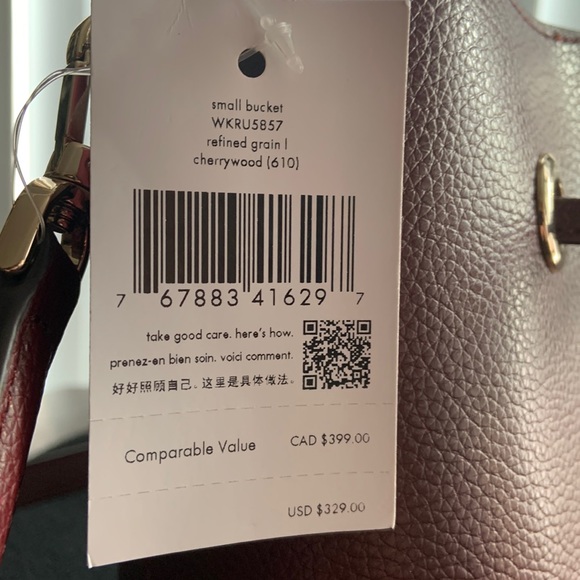 small bucket
WKRU5857
refined grain l
cherrywood (610)
7 67883 41629 7
take good care. here's how.
prenez-en bien soin. voici comment.
好好照顾自己。这里是具体做法。
Comparable Value CAD $399.00
USD $329.00